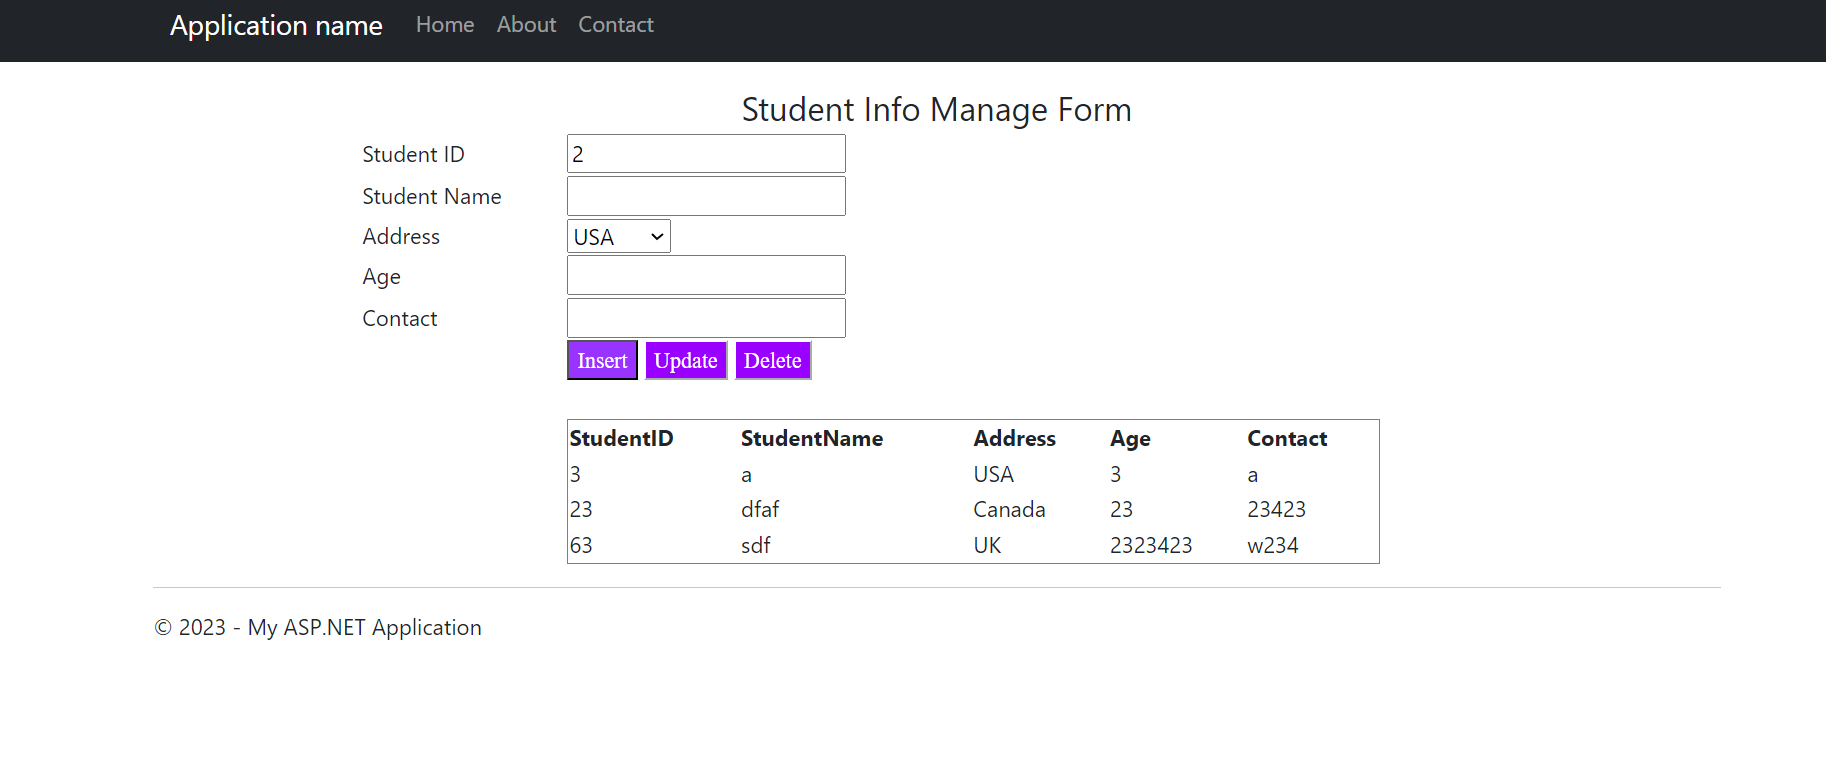 Application name Home About Contact
Student Info Manage Form
Student ID 2
Student Name
Address USA
Age
Contact
Insert Update Delete
StudentID StudentName Address Age Contact
3 a USA 3 a
23 dfaf Canada 23 23423
63 sdf UK 2323423 w234
© 2023 - My ASP.NET Application